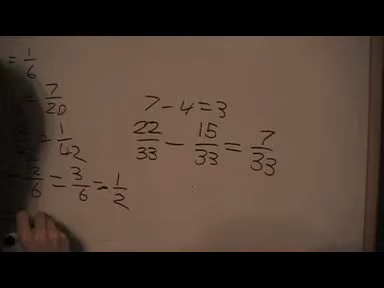 = 1/6
= 7/20
= 1/42
/6 = 3/6 = 1/2
7 - 4 = 3
22/33 - 15/33 = 7/33